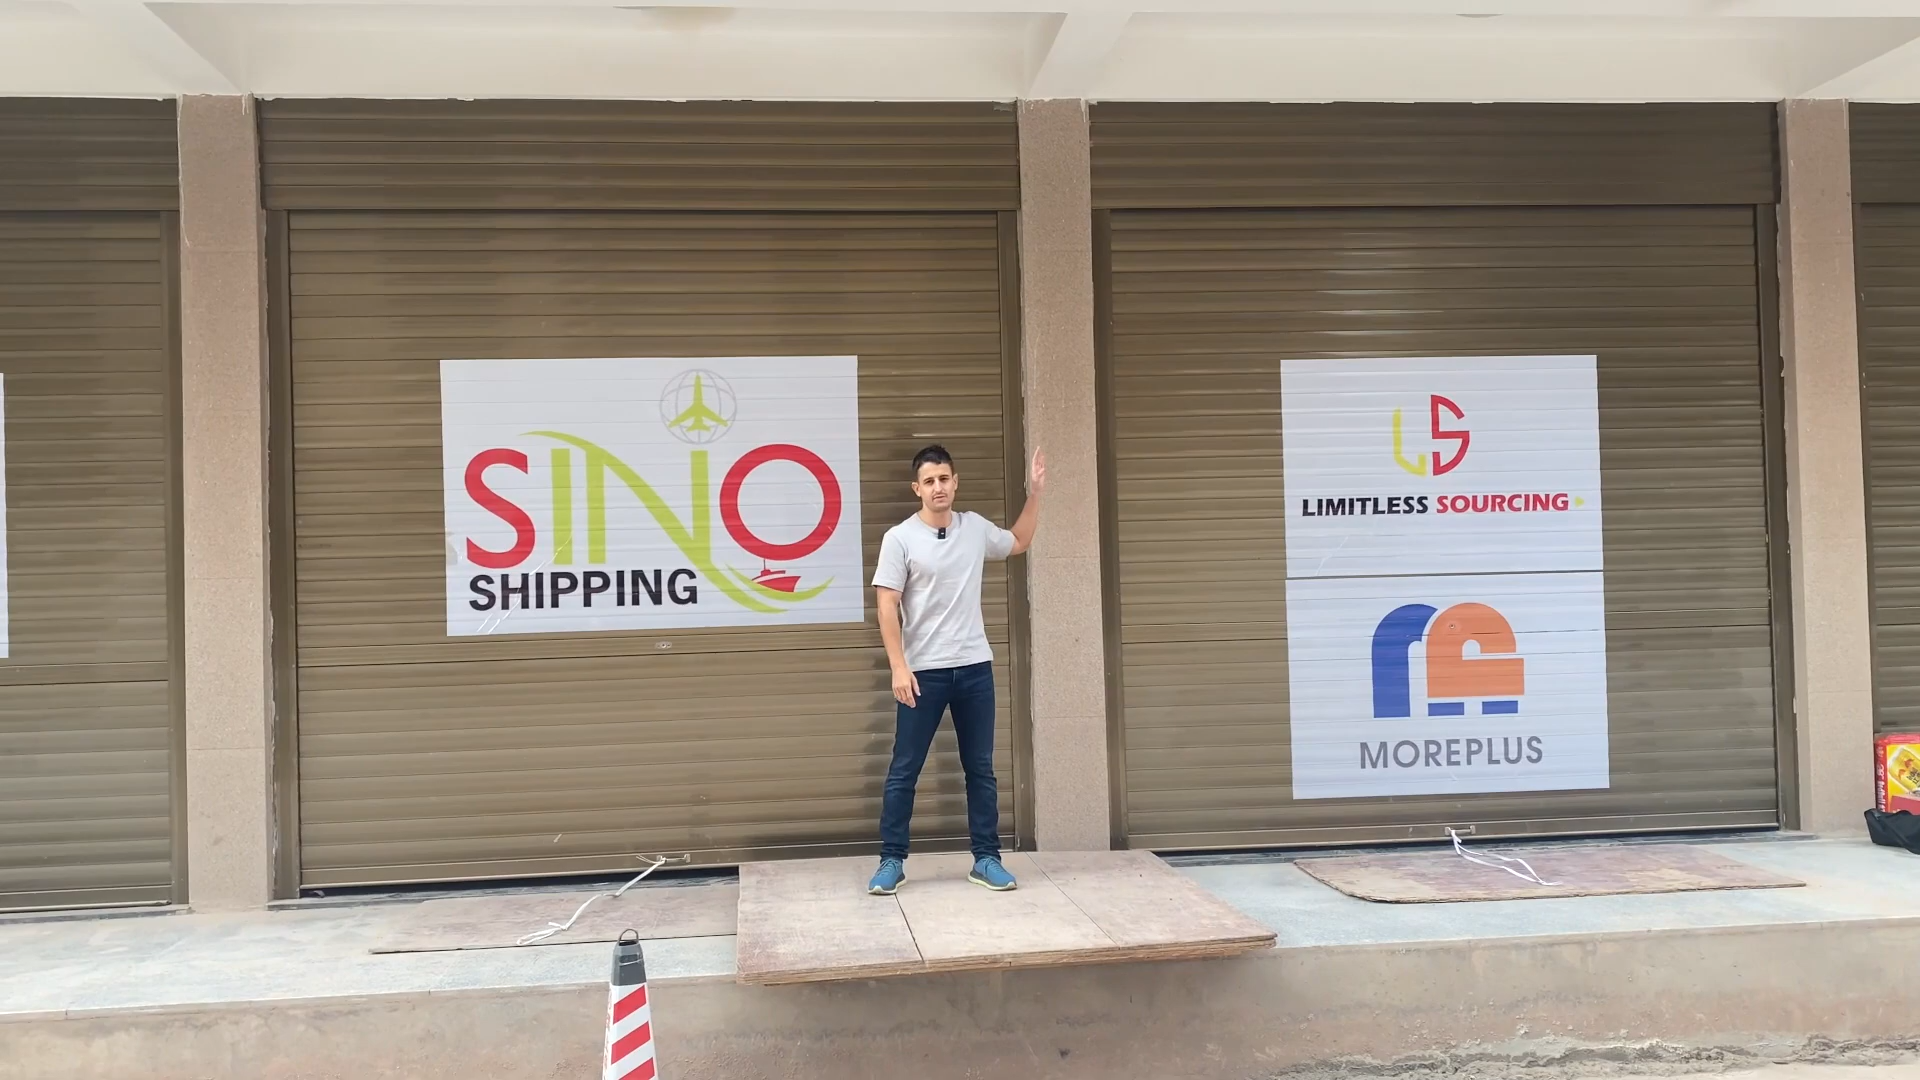 SINO
SHIPPING
LS
LIMITLESS SOURCING
MOREPLUS